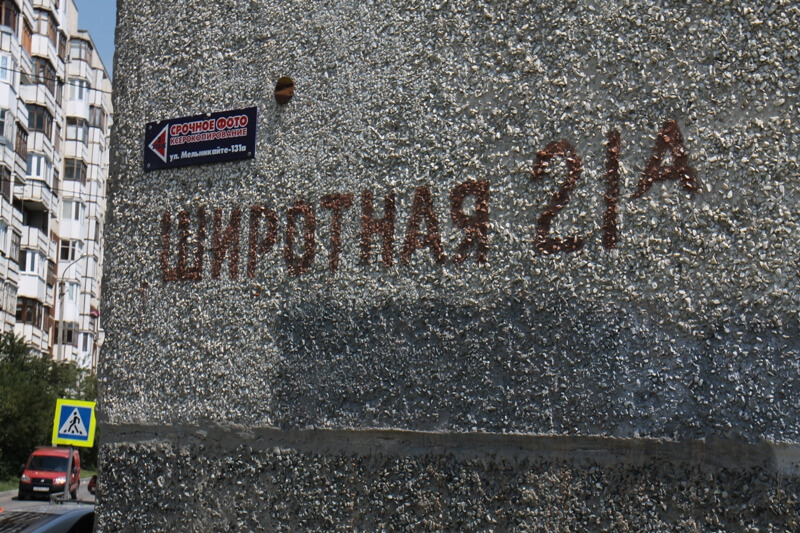 СРОЧНОЕ ФОТО
КСЕРОКОПИРОВАНИЕ
ул. Мельникайте-131а
ШИРОТНАЯ 21А